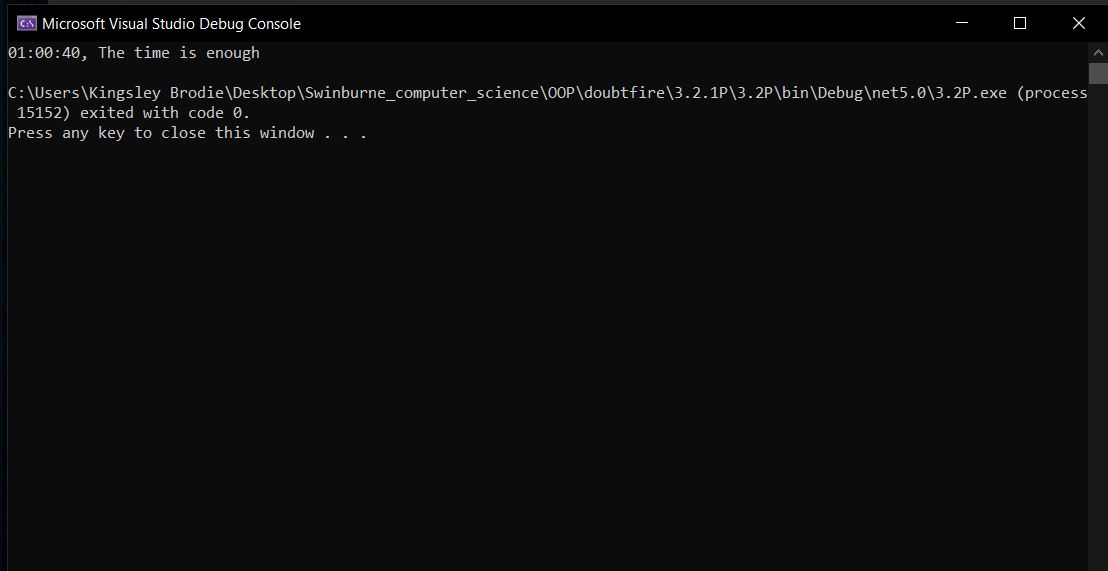 Microsoft Visual Studio Debug Console
01:00:40, The time is enough
C:\Users\Kingsley Brodie\Desktop\Swinburne_computer_science\OOP\doubtfire\3.2.1P\3.2P\bin\Debug\net5.0\3.2P.exe (process
15152) exited with code 0.
Press any key to close this window . . .